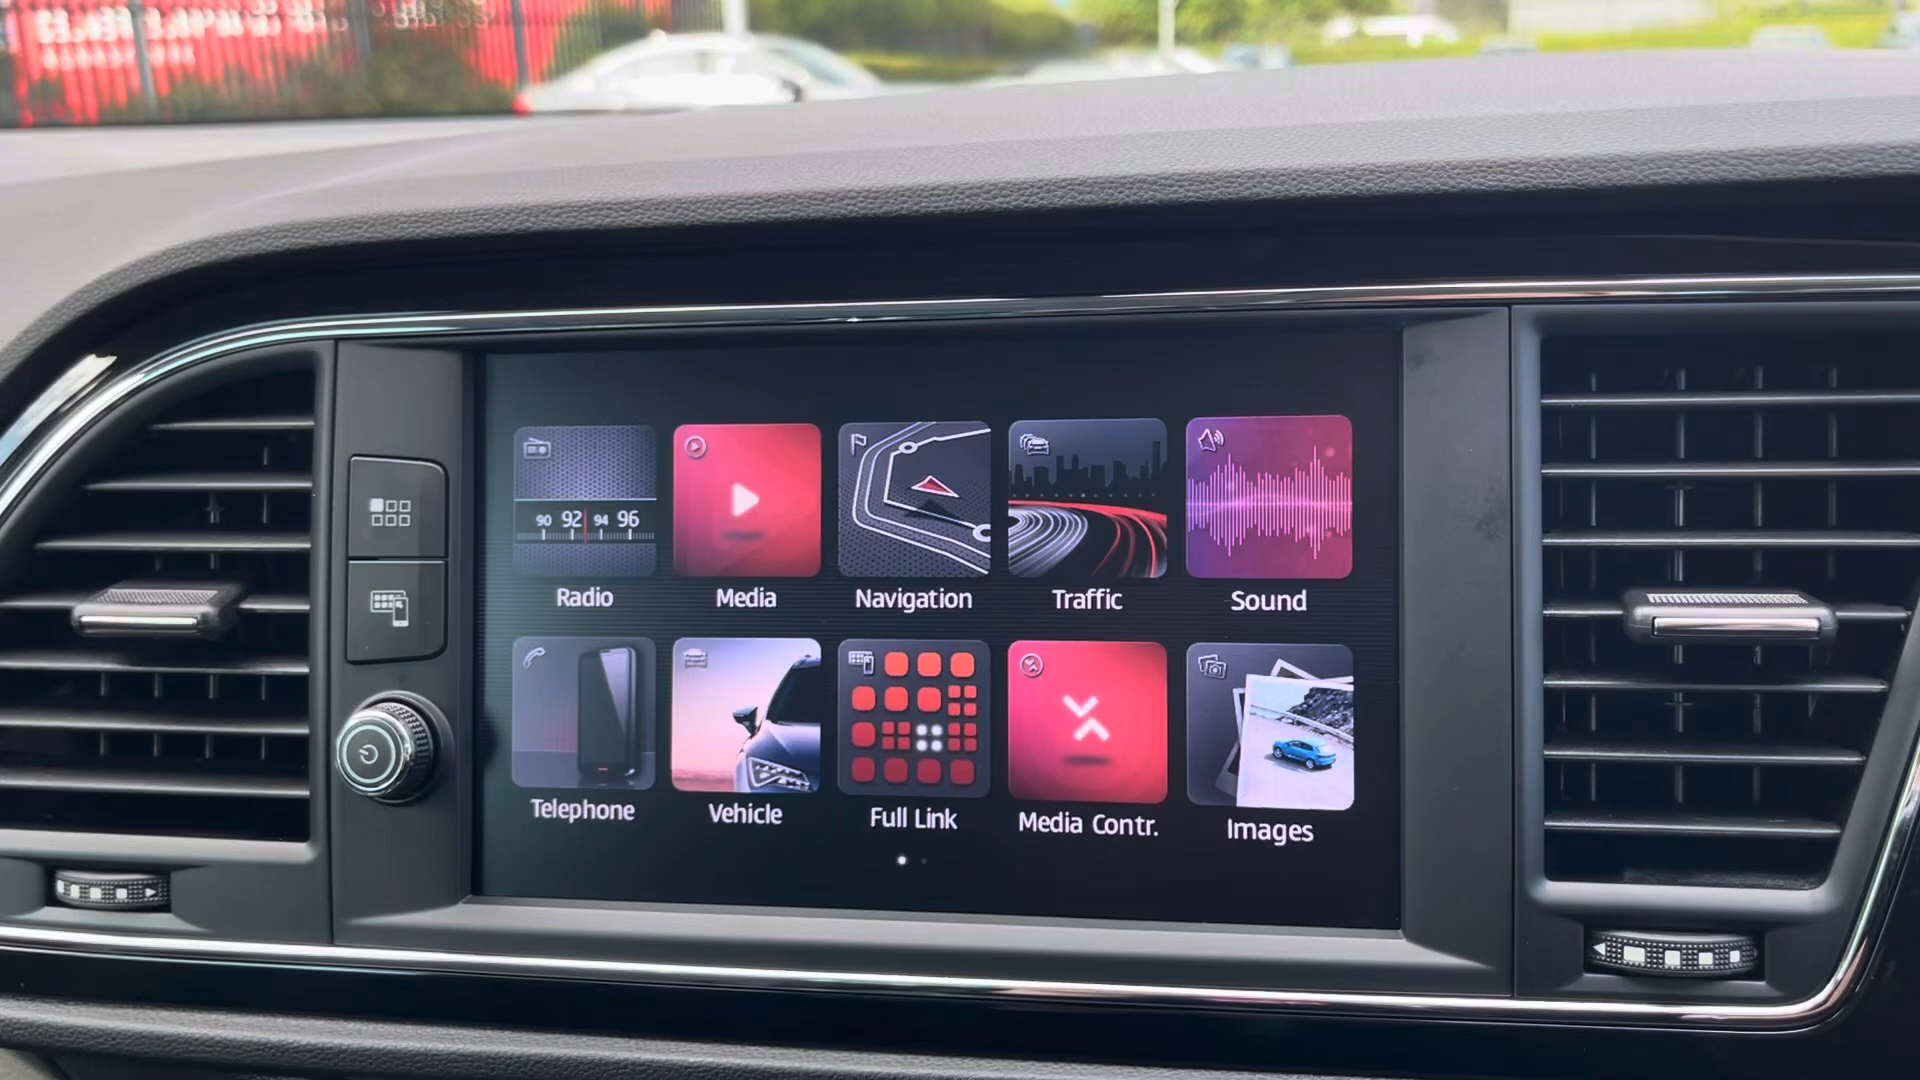 90 92 94 96
Radio
Media
Navigation
Traffic
Sound
Telephone
Vehicle
Full Link
Media Contr.
Images